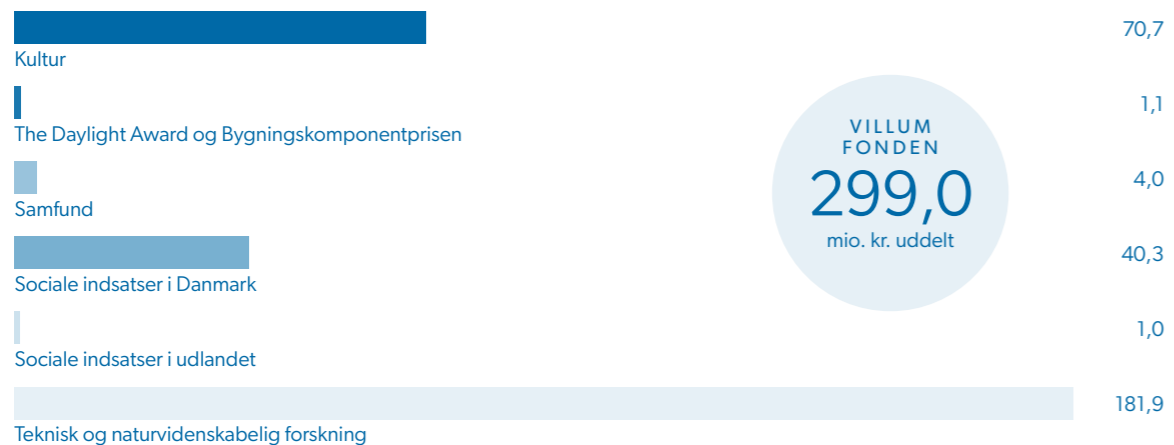 70,7
Kultur
1,1
The Daylight Award og Bygningskomponentprisen
4,0
Samfund
40,3
Sociale indsatser i Danmark
1,0
Sociale indsatser i udlandet
181,9
Teknisk og naturvidenskabelig forskning
VILLUM
FONDEN
299,0
mio. kr. uddelt